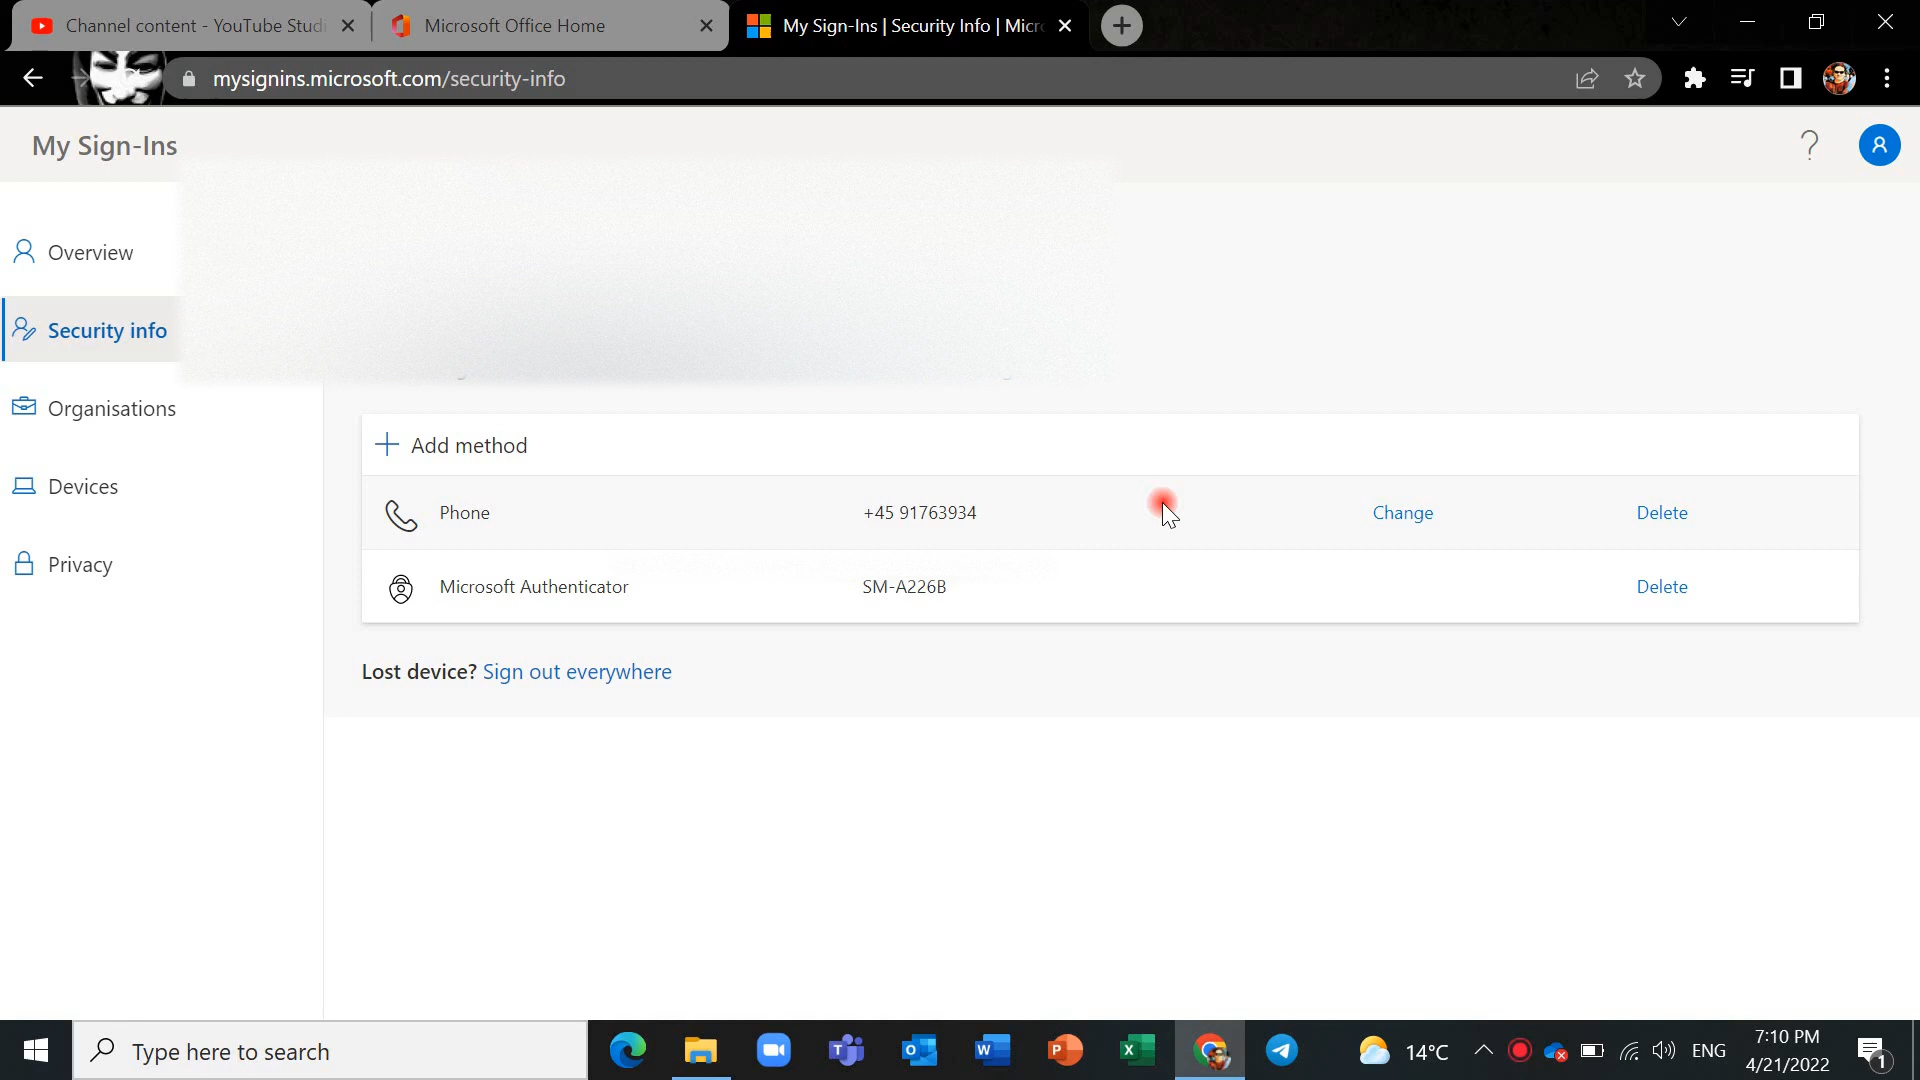 Channel content - YouTube Studi
Microsoft Office Home
My Sign-Ins | Security Info | Micr
mysignins.microsoft.com/security-info
My Sign-Ins
?
Overview
Security info
Organisations
Devices
Privacy
Add method
Phone +45 91763934 Change Delete
Microsoft Authenticator SM-A226B Delete
Lost device? Sign out everywhere
Type here to search
14°C
ENG
7:10 PM
4/21/2022
1